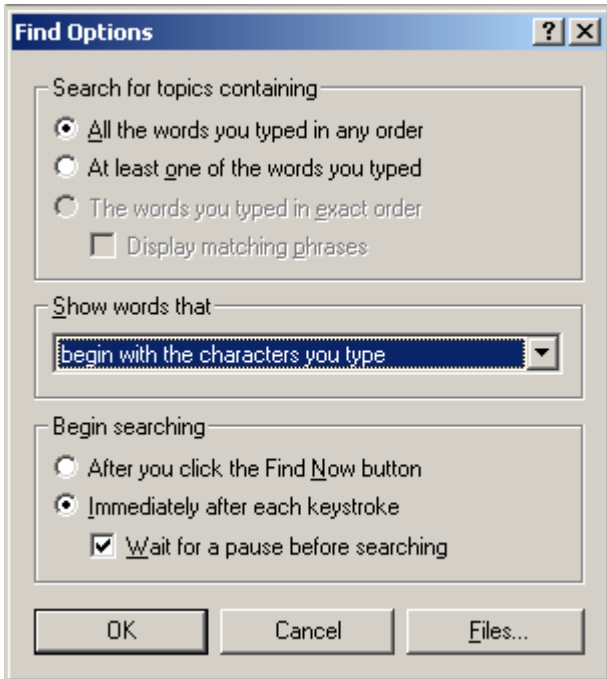 Find Options
Search for topics containing
All the words you typed in any order
At least one of the words you typed
The words you typed in exact order
Display matching phrases
Show words that
begin with the characters you type
Begin searching
After you click the Find Now button
Immediately after each keystroke
Wait for a pause before searching
OK Cancel Files...